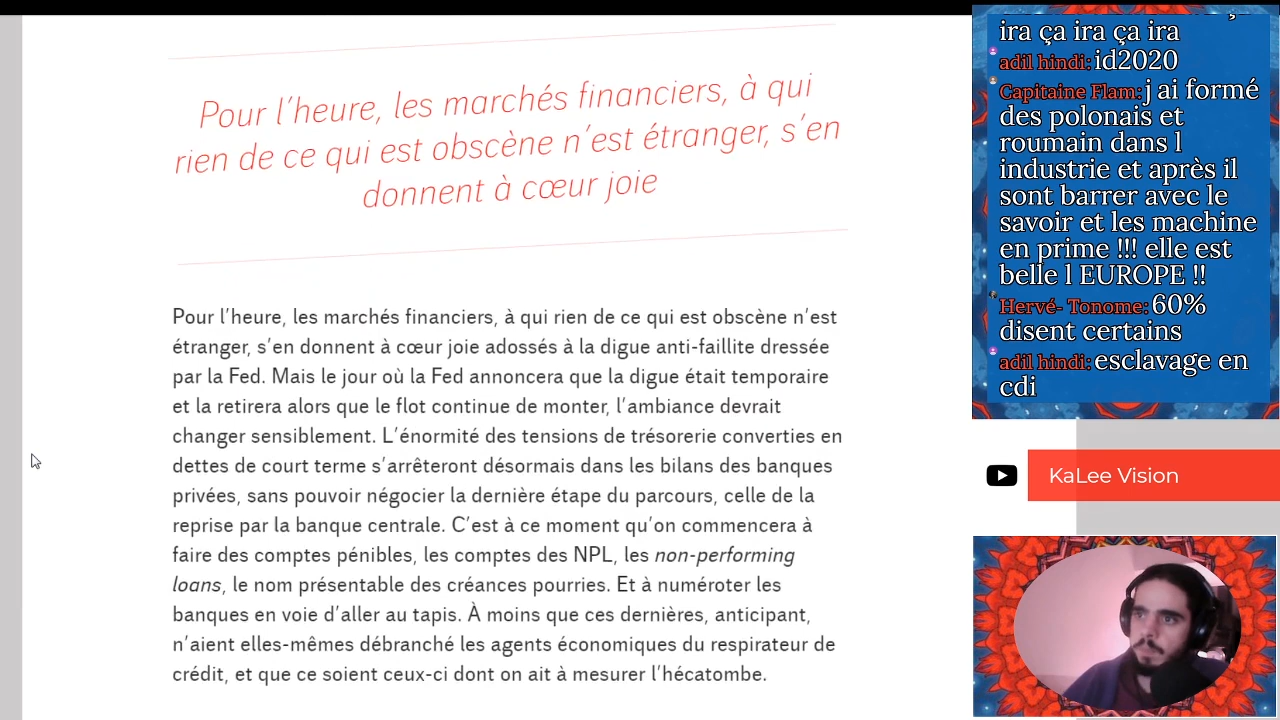 Pour l’heure, les marchés financiers, à qui
rien de ce qui est obscène n’est étranger, s’en
donnent à cœur joie
Pour l’heure, les marchés financiers, à qui rien de ce qui est obscène n’est
étranger, s’en donnent à cœur joie adossés à la digue anti-faillite dressée
par la Fed. Mais le jour où la Fed annoncera que la digue était temporaire
et la retirera alors que le flot continue de monter, l’ambiance devrait
changer sensiblement. L’énormité des tensions de trésorerie converties en
dettes de court terme s’arrêteront désormais dans les bilans des banques
privées, sans pouvoir négocier la dernière étape du parcours, celle de la
reprise par la banque centrale. C’est à ce moment qu’on commencera à
faire des comptes pénibles, les comptes des NPL, les non-performing
loans, le nom présentable des créances pourries. Et à numéroter les
banques en voie d’aller au tapis. À moins que ces dernières, anticipant,
n’aient elles-mêmes débranché les agents économiques du respirateur de
crédit, et que ce soient ceux-ci dont on ait à mesurer l’hécatombe.
ira ça ira ça ira
adil hindi: id2020
Capitaine Flam: j ai formé
des polonais et
roumain dans l
industrie et après il
sont barrer avec le
savoir et les machine
en prime !!! elle est
belle l EUROPE !!
Hervé- Tonome: 60%
disent certains
adil hindi: esclavage en
cdi
KaLee Vision